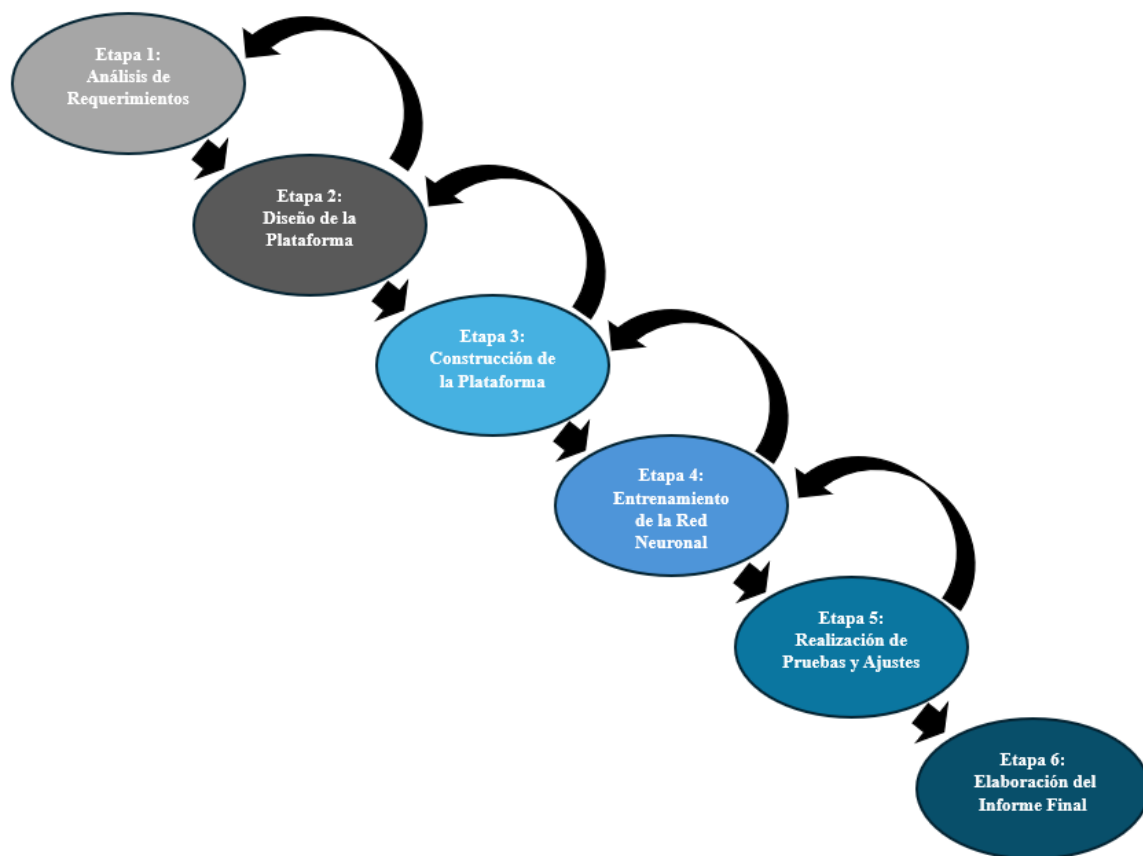 Etapa 1:
Análisis de
Requerimientos
Etapa 2:
Diseño de la
Plataforma
Etapa 3:
Construcción de
la Plataforma
Etapa 4:
Entrenamiento
de la Red
Neuronal
Etapa 5:
Realización de
Pruebas y Ajustes
Etapa 6:
Elaboración del
Informe Final